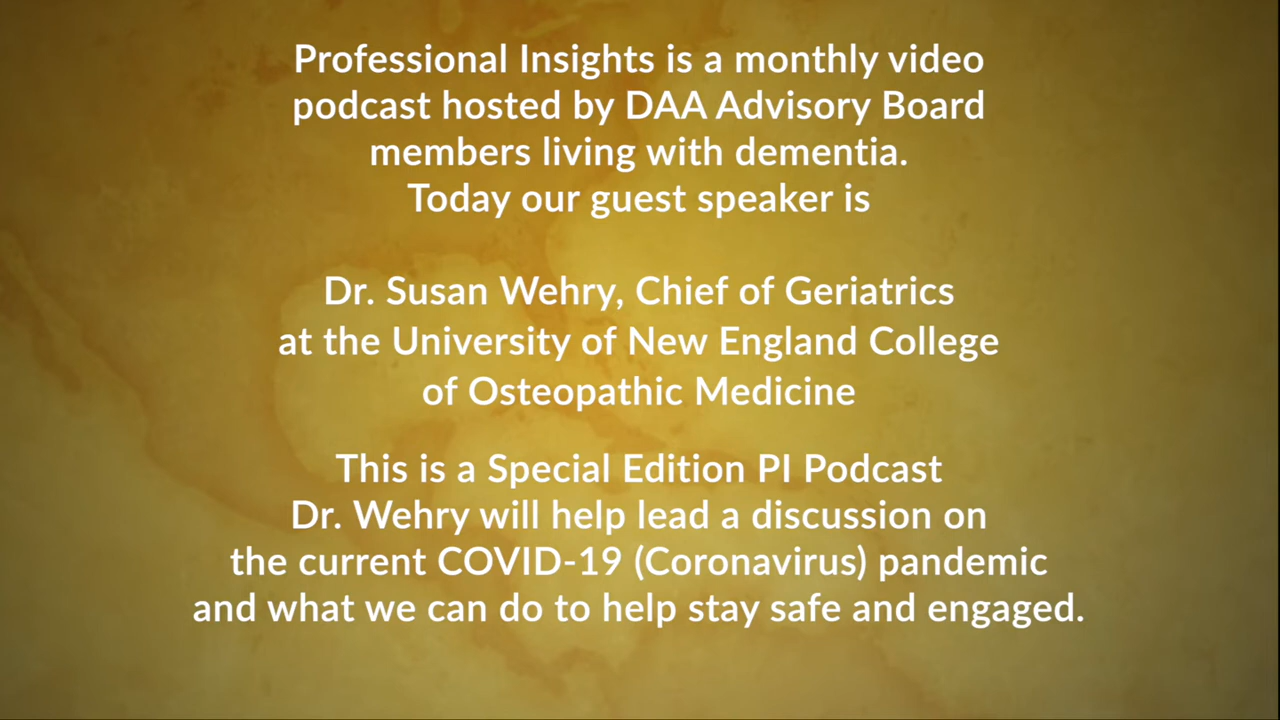 Professional Insights is a monthly video
podcast hosted by DAA Advisory Board
members living with dementia.
Today our guest speaker is
Dr. Susan Wehry, Chief of Geriatrics
at the University of New England College
of Osteopathic Medicine
This is a Special Edition PI Podcast
Dr. Wehry will help lead a discussion on
the current COVID-19 (Coronavirus) pandemic
and what we can do to help stay safe and engaged.